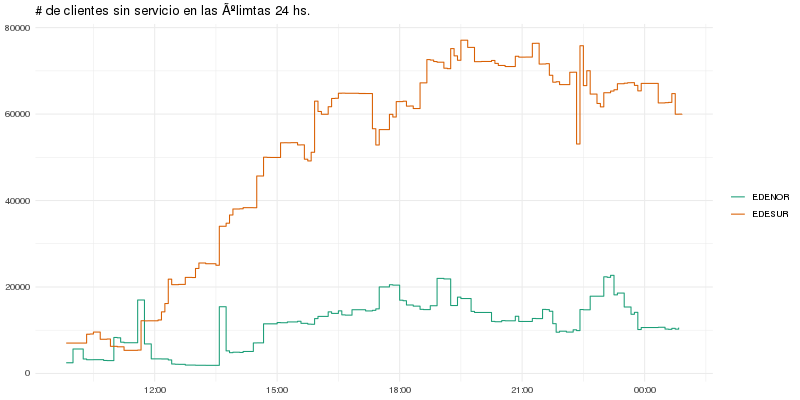 # de clientes sin servicio en las Ãºlimtas 24 hs.
80000
60000
40000
20000
0
12:00 15:00 18:00 21:00 00:00
EDENOR
EDESUR